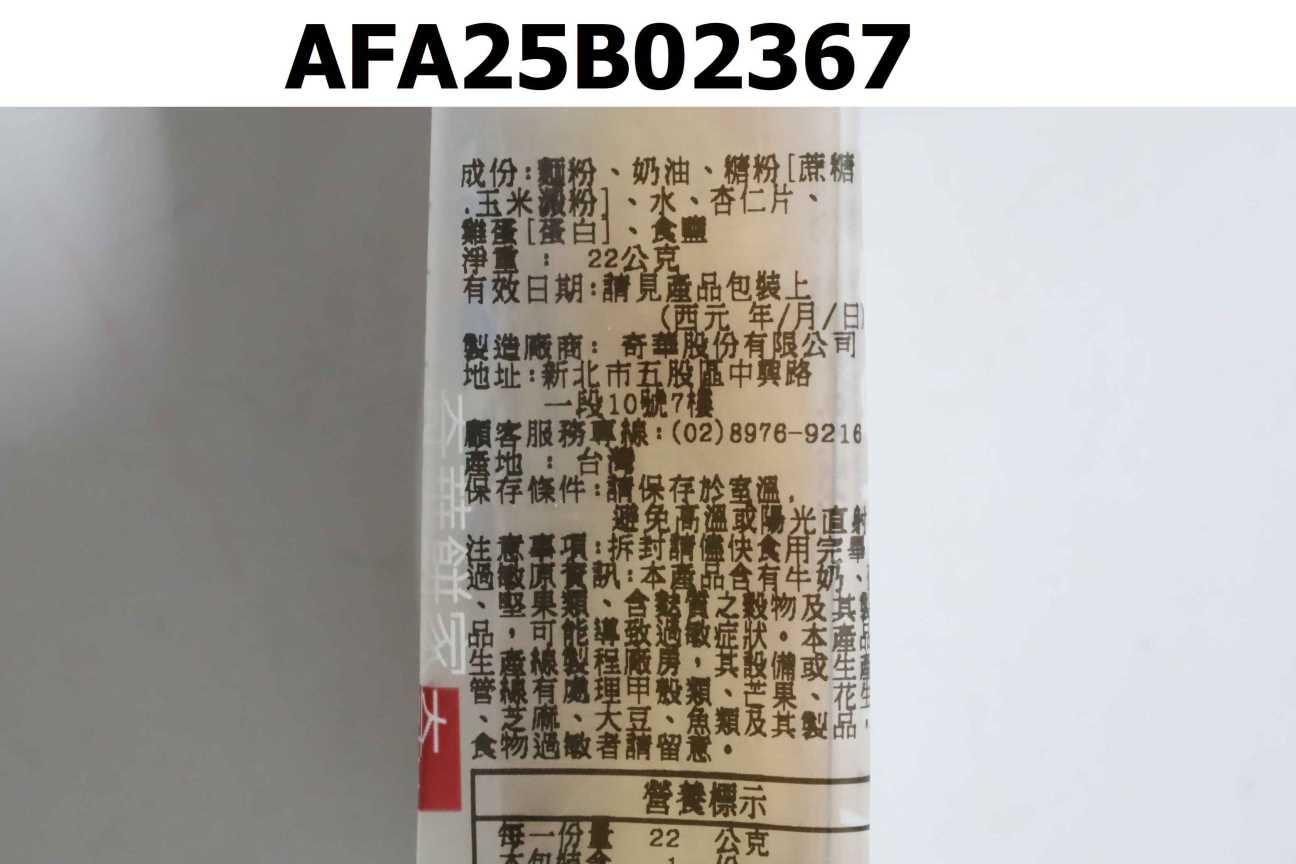 AFA25B02367
成份:麵粉、奶油、糖粉[蔗糖
,玉米澱粉]、水、杏仁片、
雞蛋[蛋白]、食鹽
淨重: 22公克
有效日期:請見產品包裝上
(西元 年/月/日)
製造廠商: 奇華股份有限公司
地址:新北市五股區中興路
一段10號7樓
顧客服務專線:(02)8976-9216
產地: 台灣
保存條件:請保存於室溫,
避免高溫或陽光直射
注意事項:拆封請儘快食用完畢
過敏原資訊:本產品含有牛奶、
、堅果類、含麩質之穀物及其製
品,可能導致過敏症狀。本產品
生產線製程廠房,其設備或生產
管線有處理甲殼類、芒果、花生
、芝麻、大豆、魚類及其製品,
食物過敏者請留意。
奇華餅家
營養標示
每一份量 22 公克
本包裝含 1 份